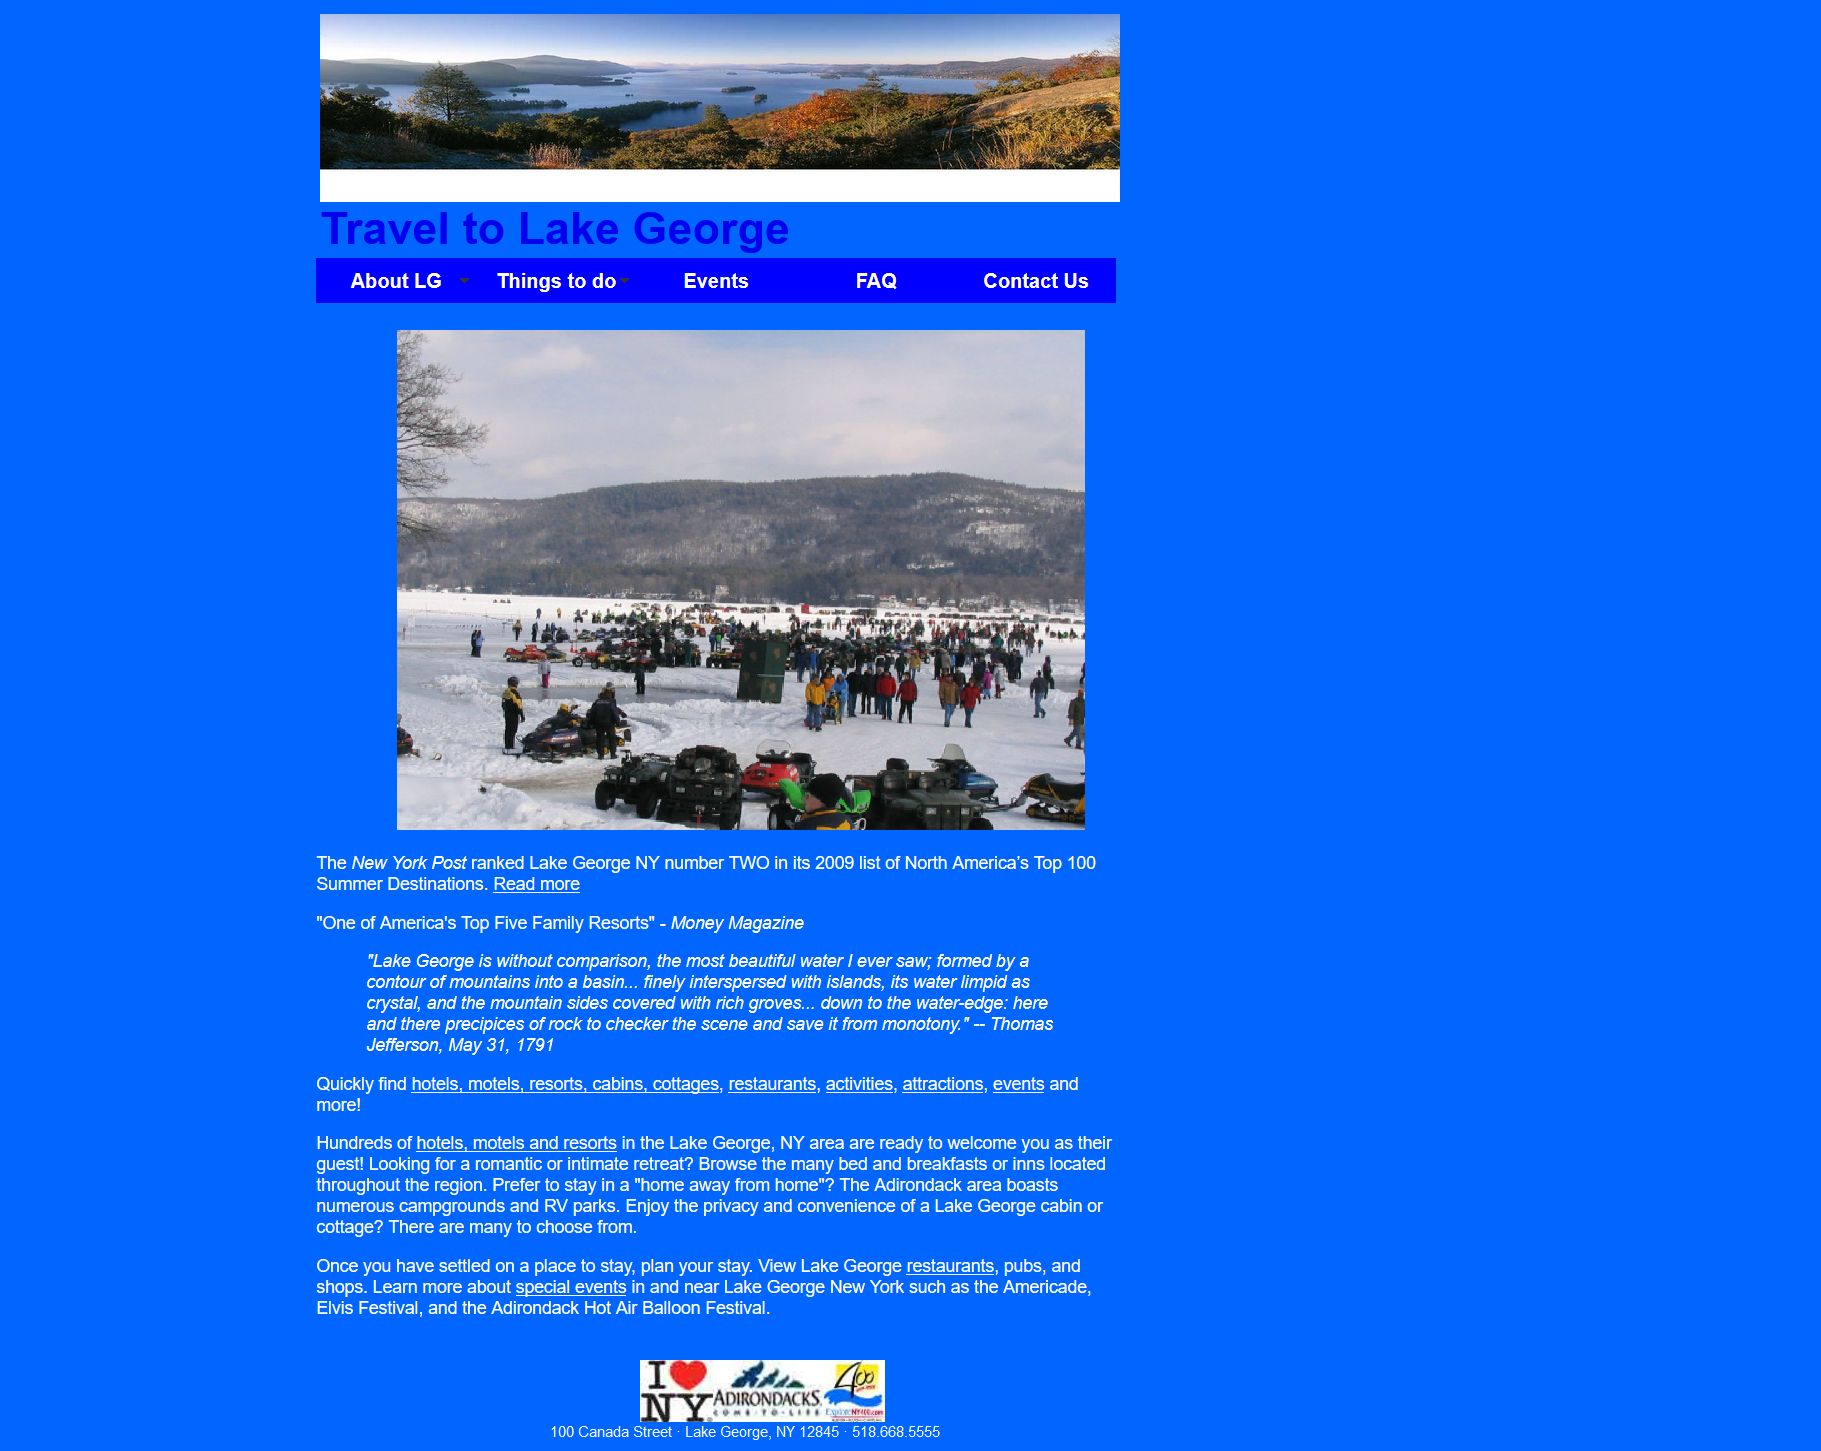 Travel to Lake George
About LG Things to do Events FAQ Contact Us
The New York Post ranked Lake George NY number TWO in its 2009 list of North America’s Top 100
Summer Destinations. Read more
"One of America's Top Five Family Resorts" - Money Magazine
"Lake George is without comparison, the most beautiful water I ever saw; formed by a
contour of mountains into a basin... finely interspersed with islands, its water limpid as
crystal, and the mountain sides covered with rich groves... down to the water-edge: here
and there precipices of rock to checker the scene and save it from monotony." -- Thomas
Jefferson, May 31, 1791
Quickly find hotels, motels, resorts, cabins, cottages, restaurants, activities, attractions, events and
more!
Hundreds of hotels, motels and resorts in the Lake George, NY area are ready to welcome you as their
guest! Looking for a romantic or intimate retreat? Browse the many bed and breakfasts or inns located
throughout the region. Prefer to stay in a "home away from home"? The Adirondack area boasts
numerous campgrounds and RV parks. Enjoy the privacy and convenience of a Lake George cabin or
cottage? There are many to choose from.
Once you have settled on a place to stay, plan your stay. View Lake George restaurants, pubs, and
shops. Learn more about special events in and near Lake George New York such as the Americade,
Elvis Festival, and the Adirondack Hot Air Balloon Festival.
I NY
ADIRONDACKS
COME·TO·LIFE
400
ExploreNY400.com
100 Canada Street · Lake George, NY 12845 · 518.668.5555